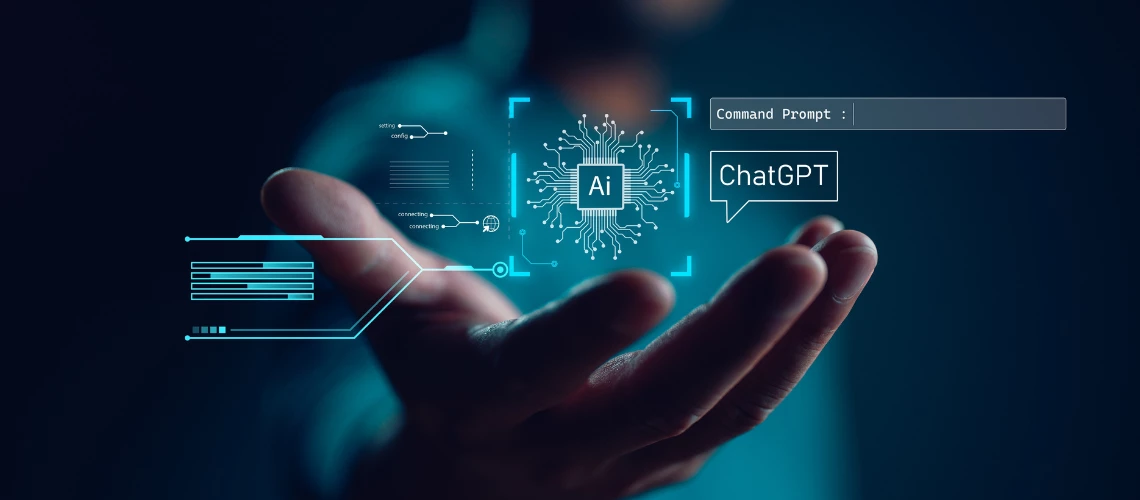 Command Prompt :
setting
config
Ai
ChatGPT
connecting
connecting